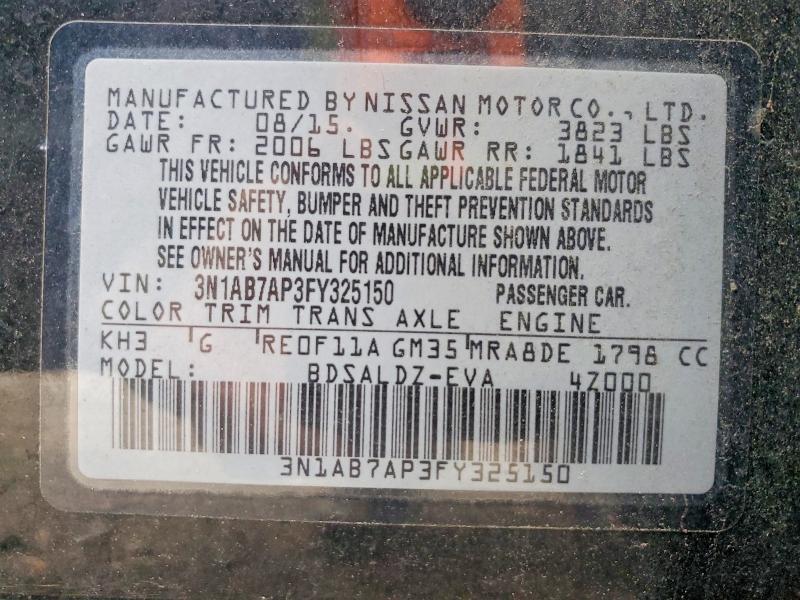 MANUFACTURED BY NISSAN MOTOR CO., LTD.
DATE: 08/15. GVWR: 3823 LBS
GAWR FR: 2006 LBS GAWR RR: 1841 LBS
THIS VEHICLE CONFORMS TO ALL APPLICABLE FEDERAL MOTOR
VEHICLE SAFETY, BUMPER AND THEFT PREVENTION STANDARDS
IN EFFECT ON THE DATE OF MANUFACTURE SHOWN ABOVE.
SEE OWNER'S MANUAL FOR ADDITIONAL INFORMATION.
VIN: 3N1AB7AP3FY325150 PASSENGER CAR.
COLOR TRIM TRANS AXLE ENGINE
KH3 G RE0F11A GM35 MRA8DE 1798 CC
MODEL: BDSALDZ-EVA 4Z000
3N1AB7AP3FY325150